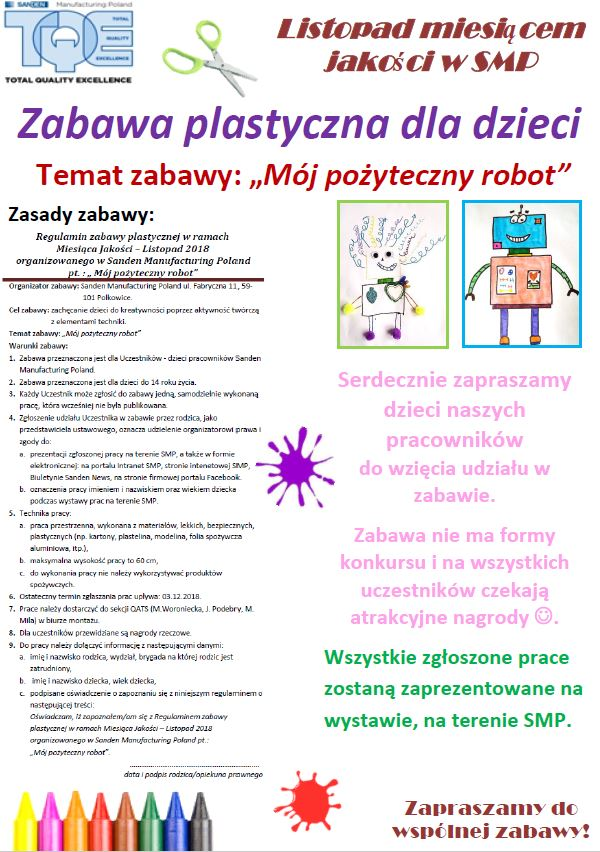 SANDEN Manufacturing Poland
TQE
TOTAL
QUALITY
EXCELLENCE
TOTAL QUALITY EXCELLENCE
Listopad miesiącem
jakości w SMP
Zabawa plastyczna dla dzieci
Temat zabawy: „Mój pożyteczny robot”
Zasady zabawy:
Regulamin zabawy plastycznej w ramach
Miesiąca Jakości – Listopad 2018
organizowanego w Sanden Manufacturing Poland
pt. : „ Mój pożyteczny robot”
Organizator zabawy: Sanden Manufacturing Poland ul. Fabryczna 11, 59-
101 Polkowice.
Cel zabawy: zachęcanie dzieci do kreatywności poprzez aktywność twórczą
z elementami techniki.
Temat zabawy: „Mój pożyteczny robot”
Warunki zabawy:
1. Zabawa przeznaczona jest dla Uczestników - dzieci pracowników Sanden
Manufacturing Poland.
2. Zabawa przeznaczona jest dla dzieci do 14 roku życia.
3. Każdy Uczestnik może zgłosić do zabawy jedną, samodzielnie wykonaną
pracę, która wcześniej nie była publikowana.
4. Zgłoszenie udziału Uczestnika w zabawie przez rodzica, jako
przedstawiciela ustawowego, oznacza udzielenie organizatorowi prawa i
zgody do:
a. prezentacji zgłoszonej pracy na terenie SMP, a także w formie
elektronicznej: na portalu Intranet SMP, stronie intenetowej SIMP,
Biuletynie Sanden News, na stronie firmowej portalu Facebook.
b. oznaczenia pracy imieniem i nazwiskiem oraz wiekiem dziecka
podczas wystawy prac na terenie SMP.
5. Technika pracy:
a. praca przestrzenna, wykonana z materiałów, lekkich, bezpiecznych,
plastycznych (np. kartony, plastelina, modelina, folia spożywcza
aluminiowa, itp.),
b. maksymalna wysokość pracy to 60 cm,
c. do wykonania pracy nie należy wykorzystywać produktów
spożywczych.
6. Ostateczny termin zgłaszania prac upływa: 03.12.2018.
7. Prace należy dostarczyć do sekcji QATS (M.Woroniecka, J. Podebry, M.
Mila) w biurze montażu.
8. Dla uczestników przewidziane są nagrody rzeczowe.
9. Do pracy należy dołączyć informację z następującymi danymi:
a. imię i nazwisko rodzica, wydział, brygada na której rodzic jest
zatrudniony,
b. imię i nazwisko dziecka, wiek dziecka,
c. podpisane oświadczenie o zapoznaniu się z niniejszym regulaminem o
następującej treści:
Oświadczam, iż zapoznałem/am się z Regulaminem zabawy
plastycznej w ramach Miesiąca Jakości – Listopad 2018
organizowanego w Sanden Manufacturing Poland pt.:
„Mój pożyteczny robot”.
data i podpis rodzica/opiekuna prawnego
Serdecznie zapraszamy
dzieci naszych
pracowników
do wzięcia udziału w
zabawie.
Zabawa nie ma formy
konkursu i na wszystkich
uczestników czekają
atrakcyjne nagrody ☺.
Wszystkie zgłoszone prace
zostaną zaprezentowane na
wystawie, na terenie SMP.
Zapraszamy do
wspólnej zabawy!